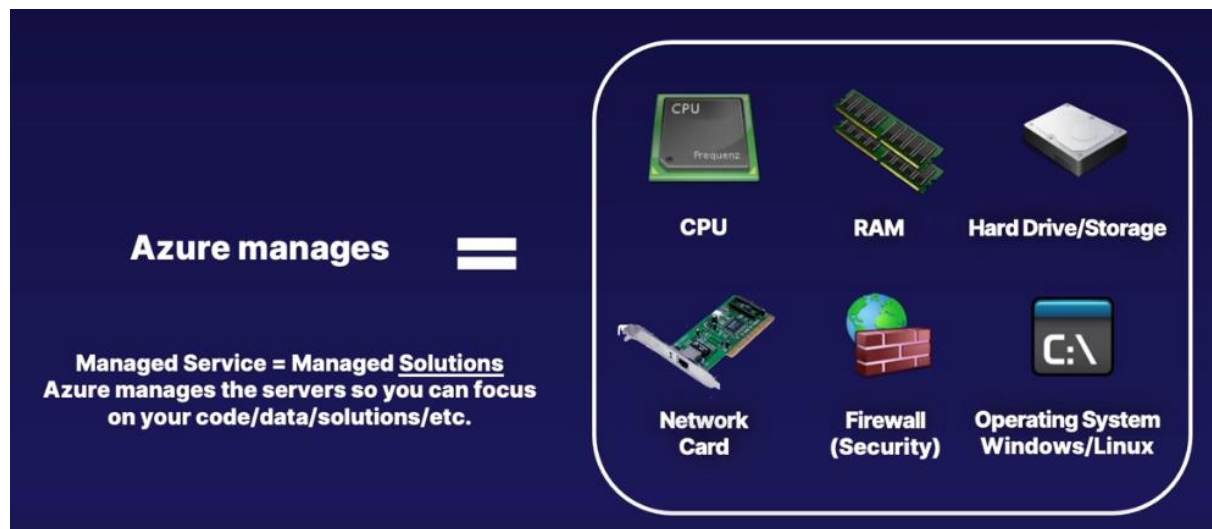 Azure manages
=
Managed Service = Managed Solutions
Azure manages the servers so you can focus
on your code/data/solutions/etc.
CPU
Frequenz
CPU
RAM
Hard Drive/Storage
C:\
Network
Card
Firewall
(Security)
Operating System
Windows/Linux